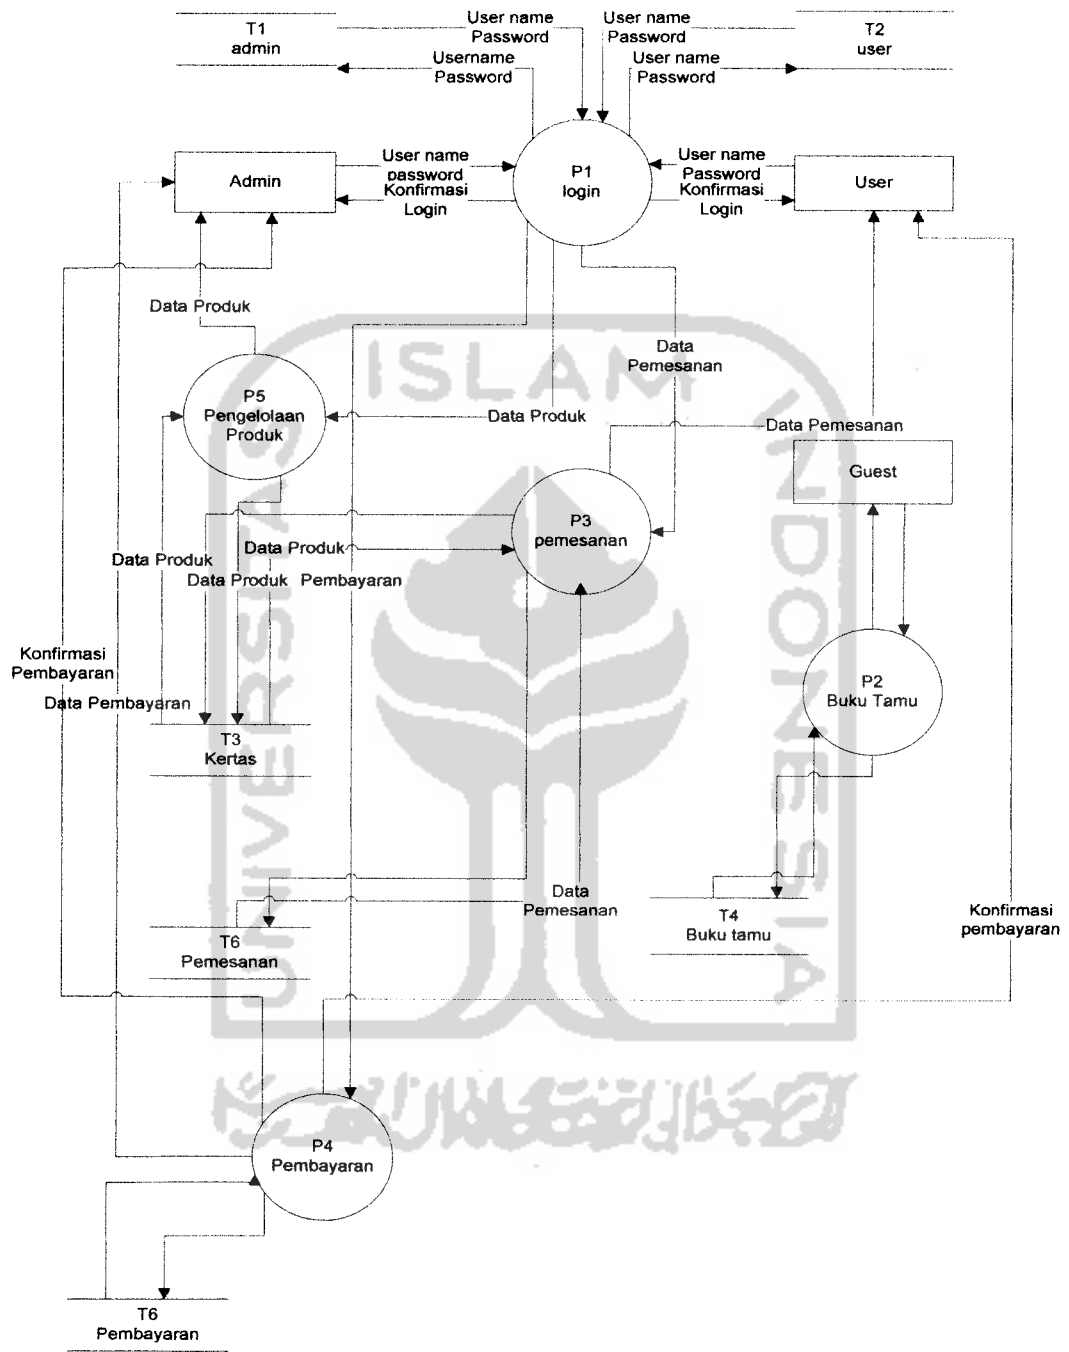 T1
admin
User name
Password
Username
Password
User name
Password
User name
Password
T2
user
Admin
User name
password
Konfirmasi
Login
P1
login
User name
Password
Konfirmasi
Login
User
Data Produk
Data
Pemesanan
P5
Pengelolaan
Produk
Data Produk
Data Pemesanan
Guest
P3
pemesanan
Data Produk
Data Produk
Data Produk
Pembayaran
Konfirmasi
Pembayaran
Data Pembayaran
T3
Kertas
P2
Buku Tamu
Data
Pemesanan
T6
Pemesanan
T4
Buku tamu
Konfirmasi
pembayaran
P4
Pembayaran
T6
Pembayaran
ISLAM
UNIVERSITAS
INDONESIA